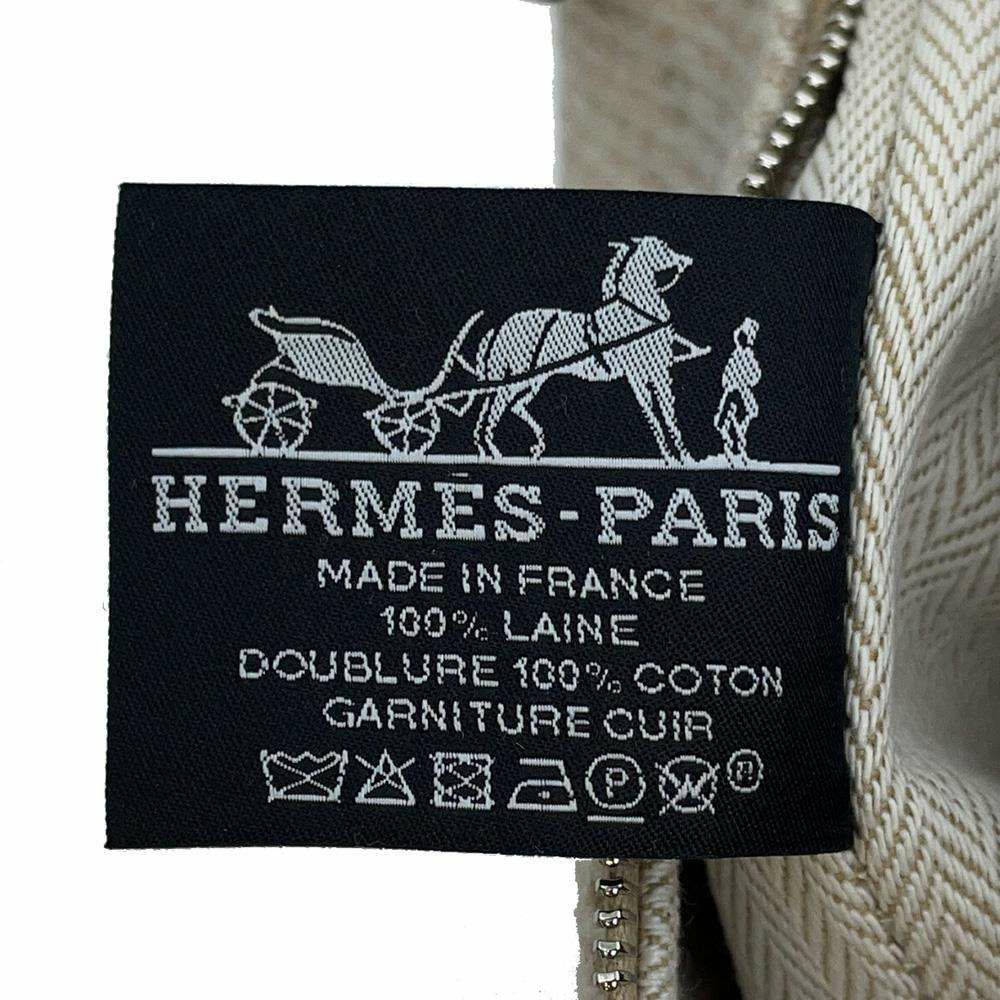 HERMÈS-PARIS
MADE IN FRANCE
100% LAINE
DOUBLURE 100% COTON
GARNITURE CUIR
P W ®